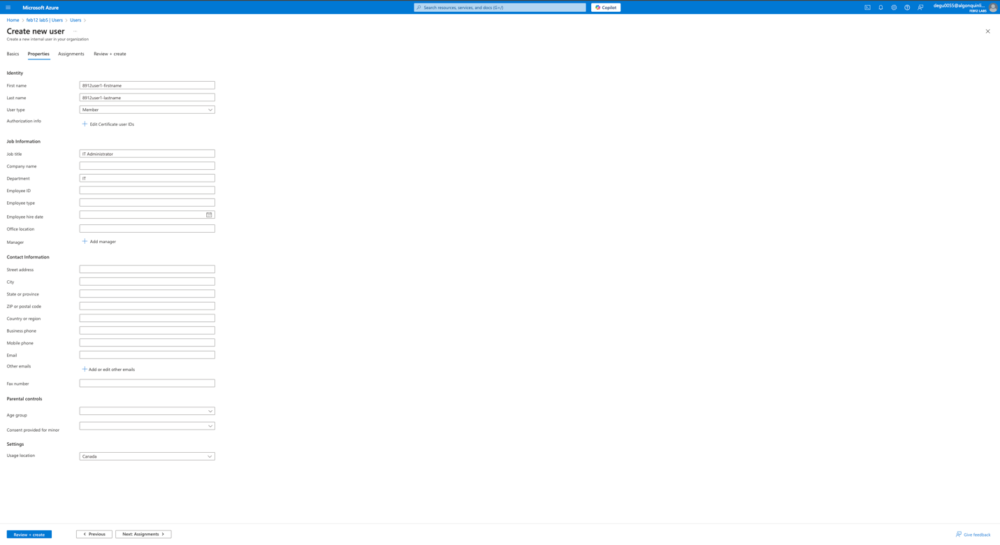 Microsoft Azure
Search resources, services, and docs (G+/)
Copilot
degu0055@algonquinli...
FEB12 LAB5
Home > feb12 lab5 | Users > Users >
Create new user ...
Create a new internal user in your organization
Basics Properties Assignments Review + create
Identity
First name 8912user1-firstname
Last name 8912user1-lastname
User type Member
Authorization info
Edit Certificate user IDs
Job Information
Job title IT Administrator
Company name
Department IT
Employee ID
Employee type
Employee hire date
Office location
Manager Add manager
Contact Information
Street address
City
State or province
ZIP or postal code
Country or region
Business phone
Mobile phone
Email
Other emails
Add or edit other emails
Fax number
Parental controls
Age group
Consent provided for minor
Settings
Usage location Canada
Review + create < Previous Next: Assignments > Give feedback